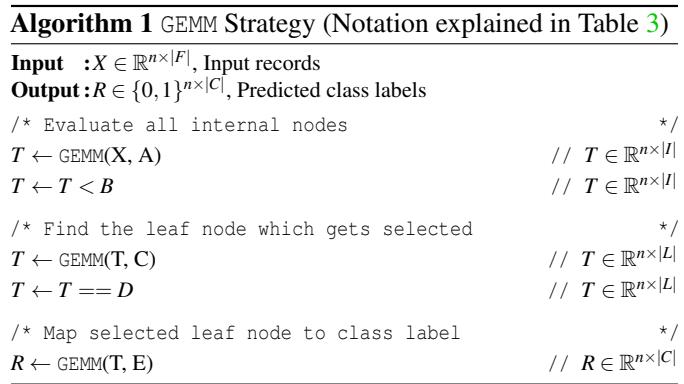 Algorithm 1 GEMM Strategy (Notation explained in Table 3)
Input :X ∈ ℝ^{n×|F|}, Input records
Output:R ∈ {0,1}^{n×|C|}, Predicted class labels
/* Evaluate all internal nodes */
T ← GEMM(X, A) // T ∈ ℝ^{n×|I|}
T ← T < B // T ∈ ℝ^{n×|I|}
/* Find the leaf node which gets selected */
T ← GEMM(T, C) // T ∈ ℝ^{n×|L|}
T ← T == D // T ∈ ℝ^{n×|L|}
/* Map selected leaf node to class label */
R ← GEMM(T, E) // R ∈ ℝ^{n×|C|}